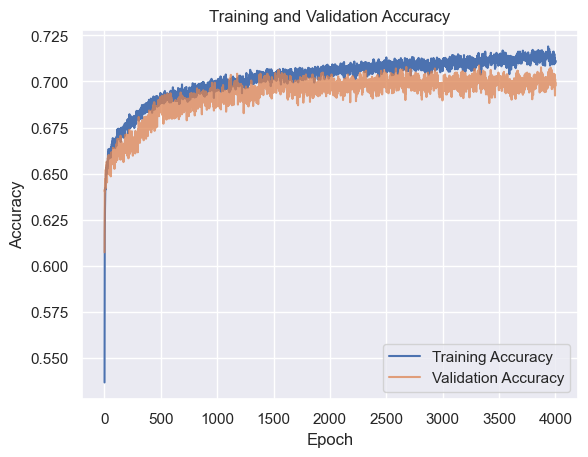 Training and Validation Accuracy
0.725
0.700
0.675
0.650
0.625
0.600
0.575
0.550
Accuracy
0 500 1000 1500 2000 2500 3000 3500 4000
Epoch
Training Accuracy
Validation Accuracy